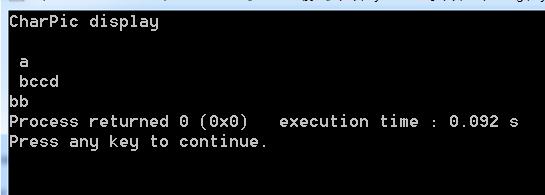 CharPic display
a
bccd
bb
Process returned 0 (0x0)   execution time : 0.092 s
Press any key to continue.